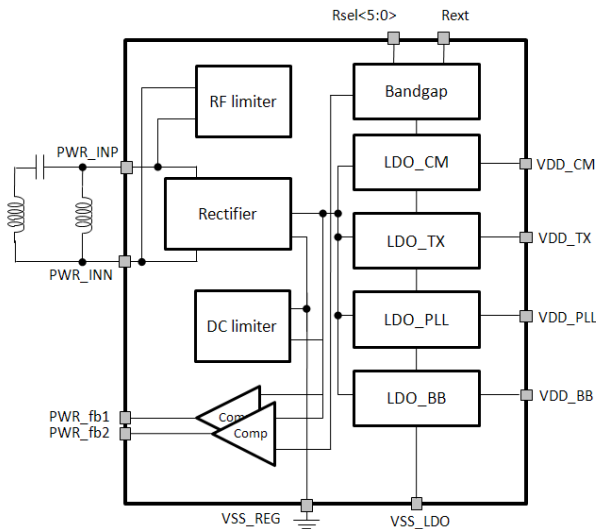 Rsel<5:0>
Rext
RF limiter
Bandgap
PWR_INP
LDO_CM
VDD_CM
Rectifier
LDO_TX
VDD_TX
PWR_INN
DC limiter
LDO_PLL
VDD_PLL
LDO_BB
VDD_BB
PWR_fb1
Com
PWR_fb2
Comp
VSS_REG
VSS_LDO